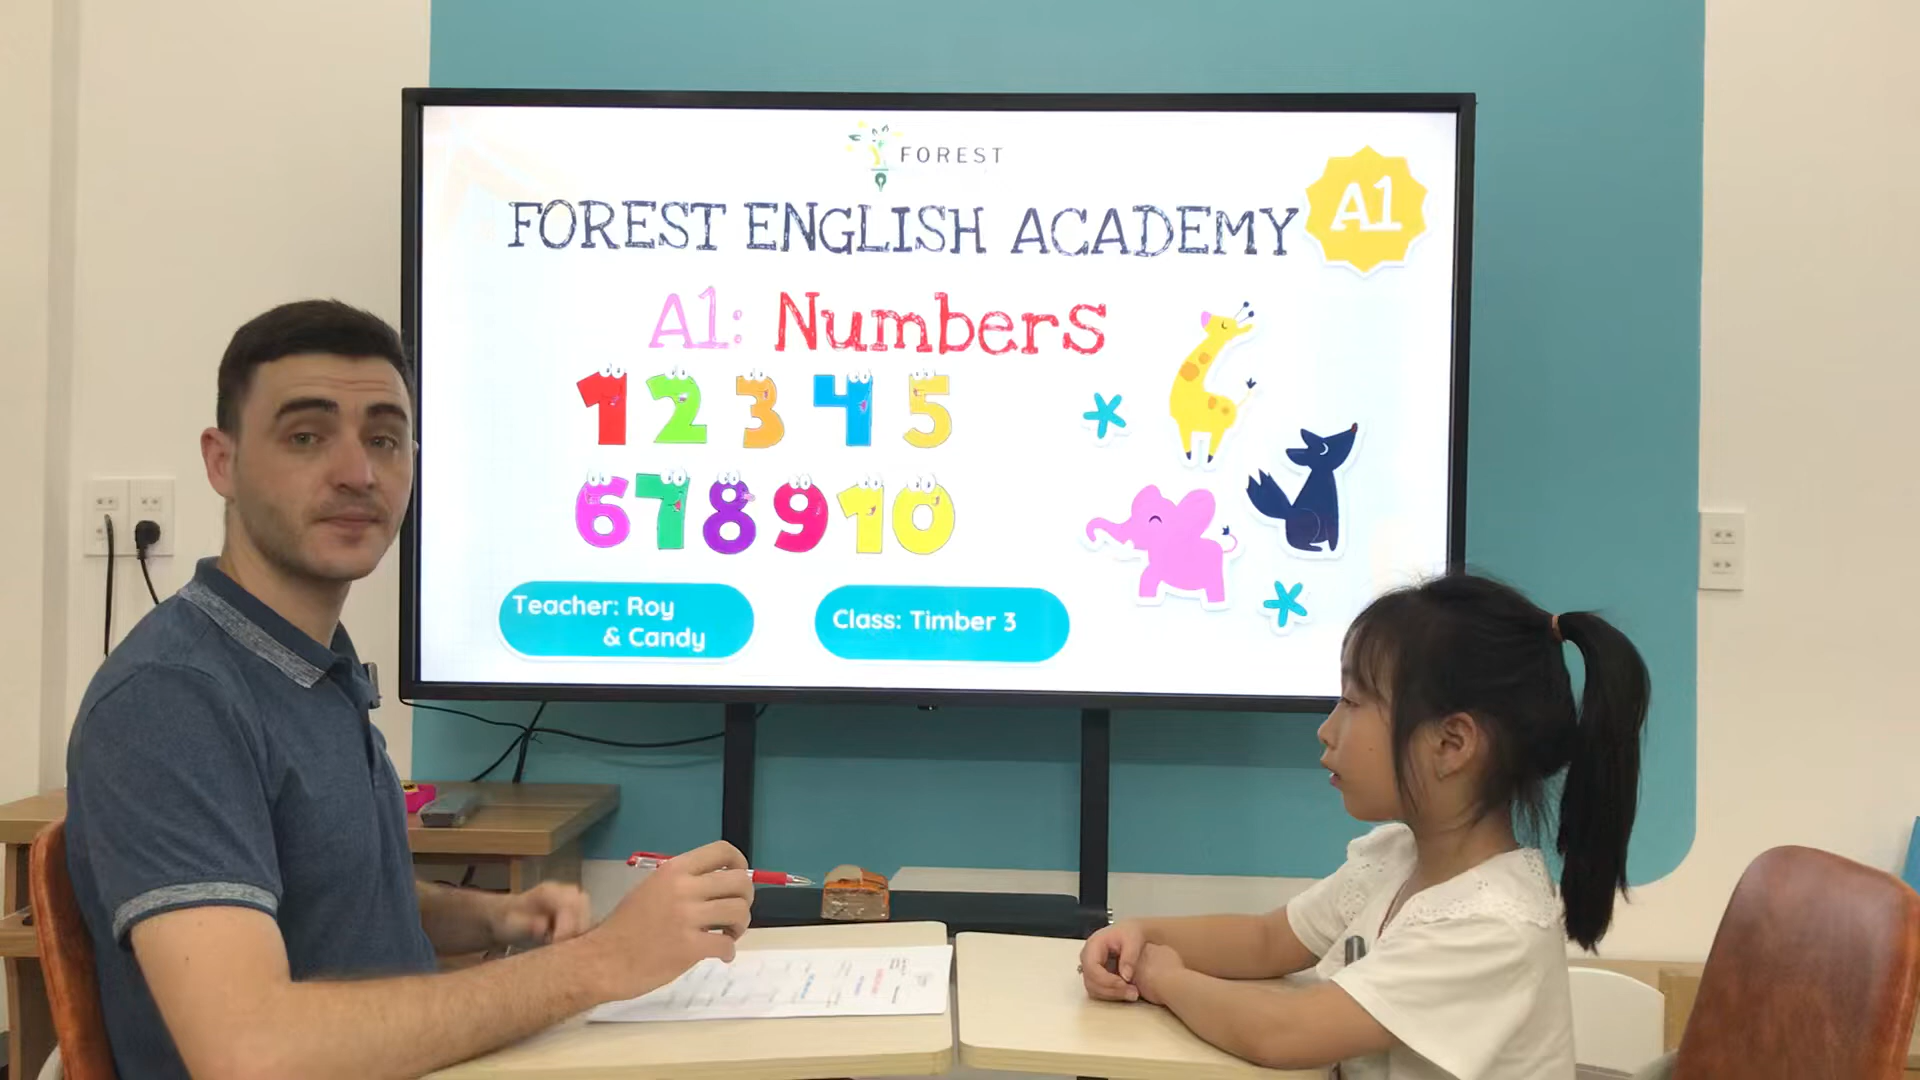 FOREST
FOREST ENGLISH ACADEMY
A1
A1: Numbers
1 2 3 4 5
6 7 8 9 10
Teacher: Roy
& Candy
Class: Timber 3